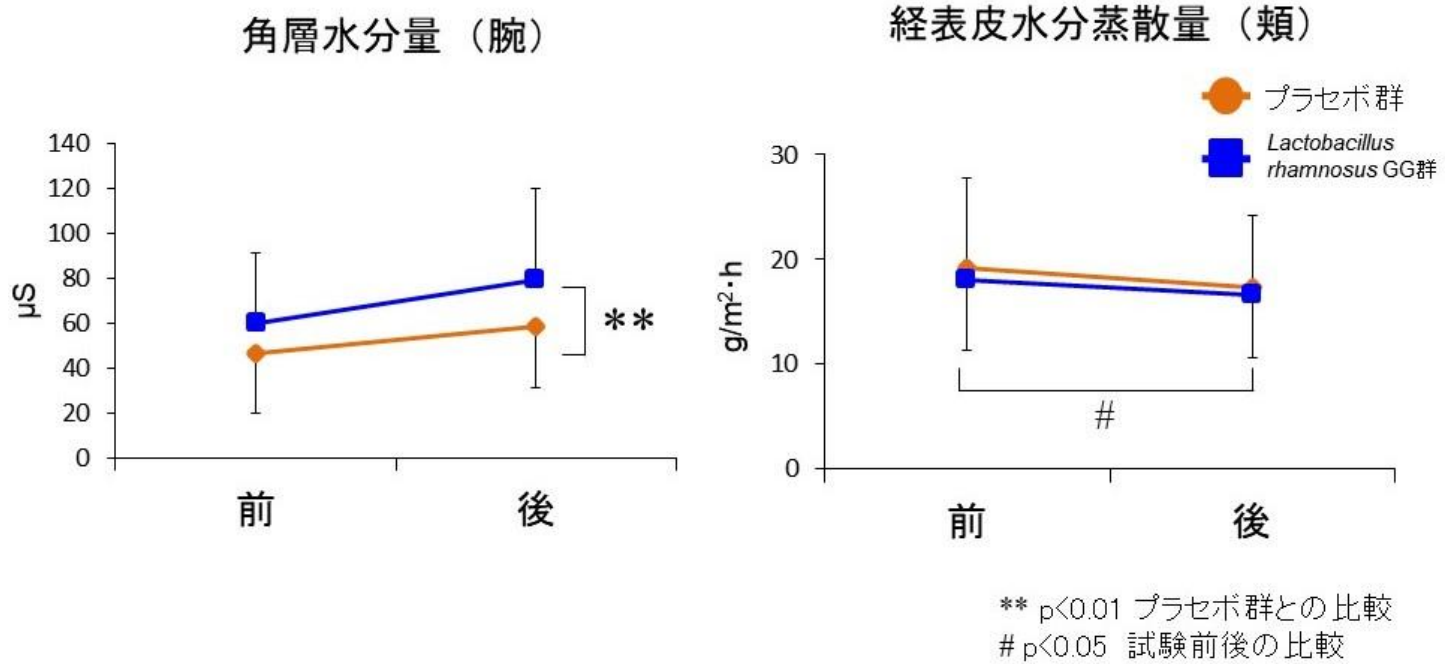 角層水分量（腕）
140
120
100
80
60
40
20
0
μS
**
前
後
経表皮水分蒸散量（頬）
プラセボ群
Lactobacillus
rhamnosus GG群
30
20
10
0
g/m²･h
#
前
後
** p<0.01 プラセボ群との比較
# p<0.05 試験前後の比較